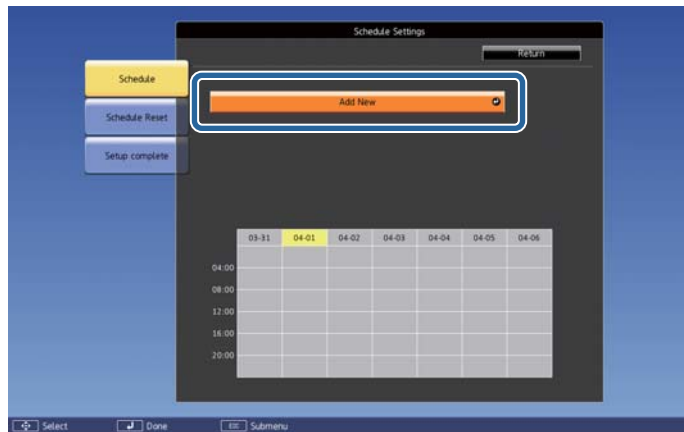 Schedule Settings
Return
Schedule
Add New
Schedule Reset
Setup complete
03-31 04-01 04-02 04-03 04-04 04-05 04-06
04:00
08:00
12:00
16:00
20:00
Select Done Esc Submenu